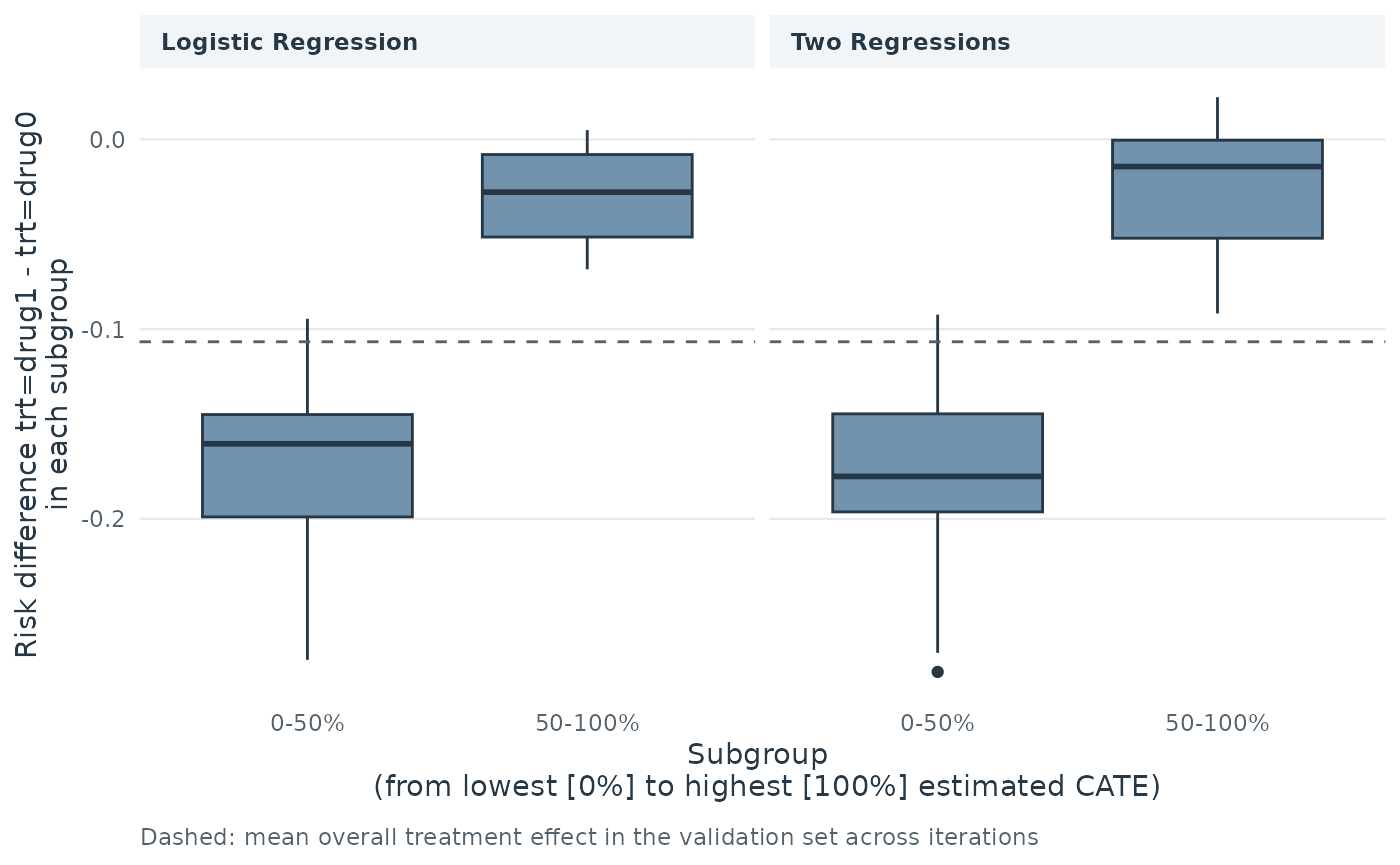 Logistic Regression
Two Regressions
Risk difference trt=drug1 - trt=drug0
in each subgroup
0.0
-0.1
-0.2
0-50%
50-100%
0-50%
50-100%
Subgroup
(from lowest [0%] to highest [100%] estimated CATE)
Dashed: mean overall treatment effect in the validation set across iterations